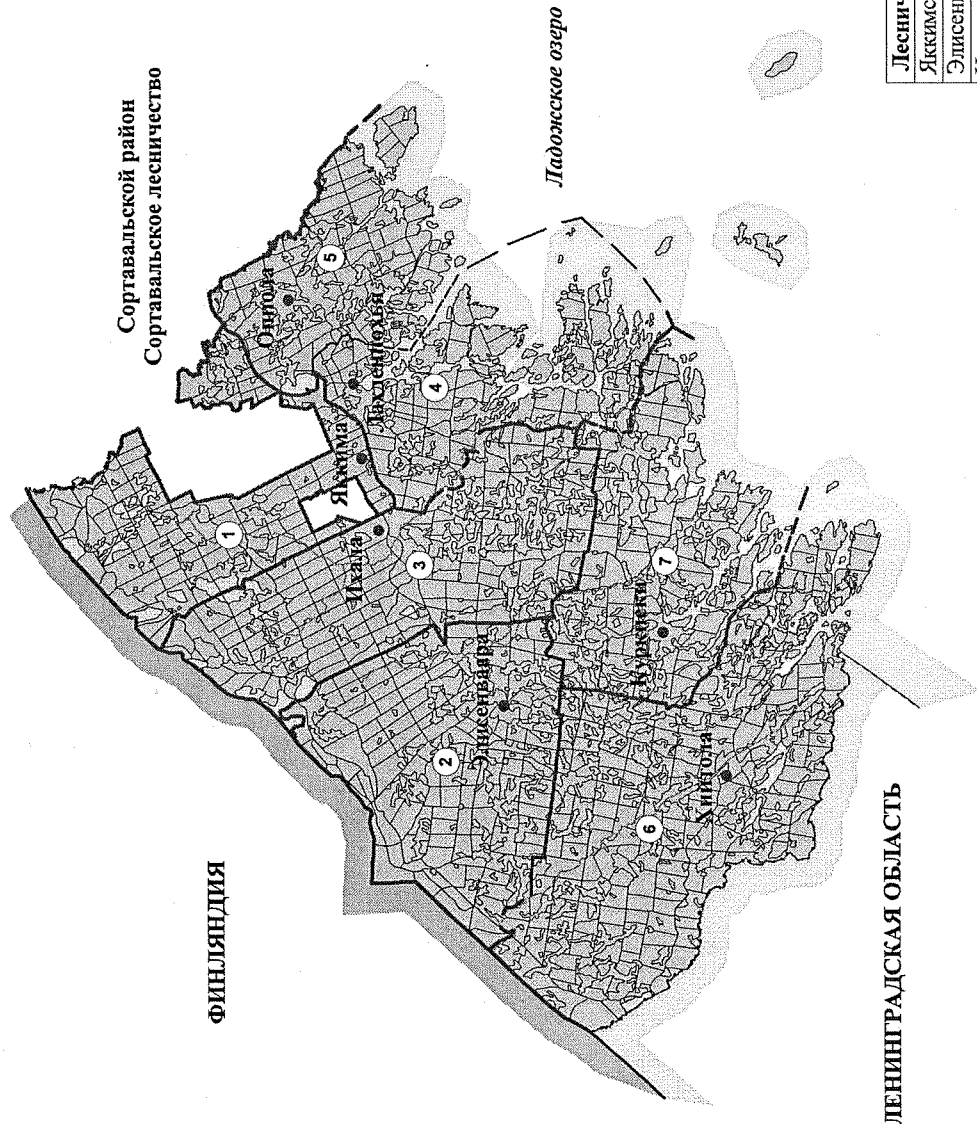 Сортавальской район
Сортавальское лесничество
ФИНЛЯНДИЯ
Ладожское озеро
ЛЕНИНГРАДСКАЯ ОБЛАСТЬ
1
Оппола
5
Яккима
Лахденпохья
4
Ихала
3
2
Элисенваара
7
Куркиеки
6
Хийтола
Леснич
Яккимс
Элисен